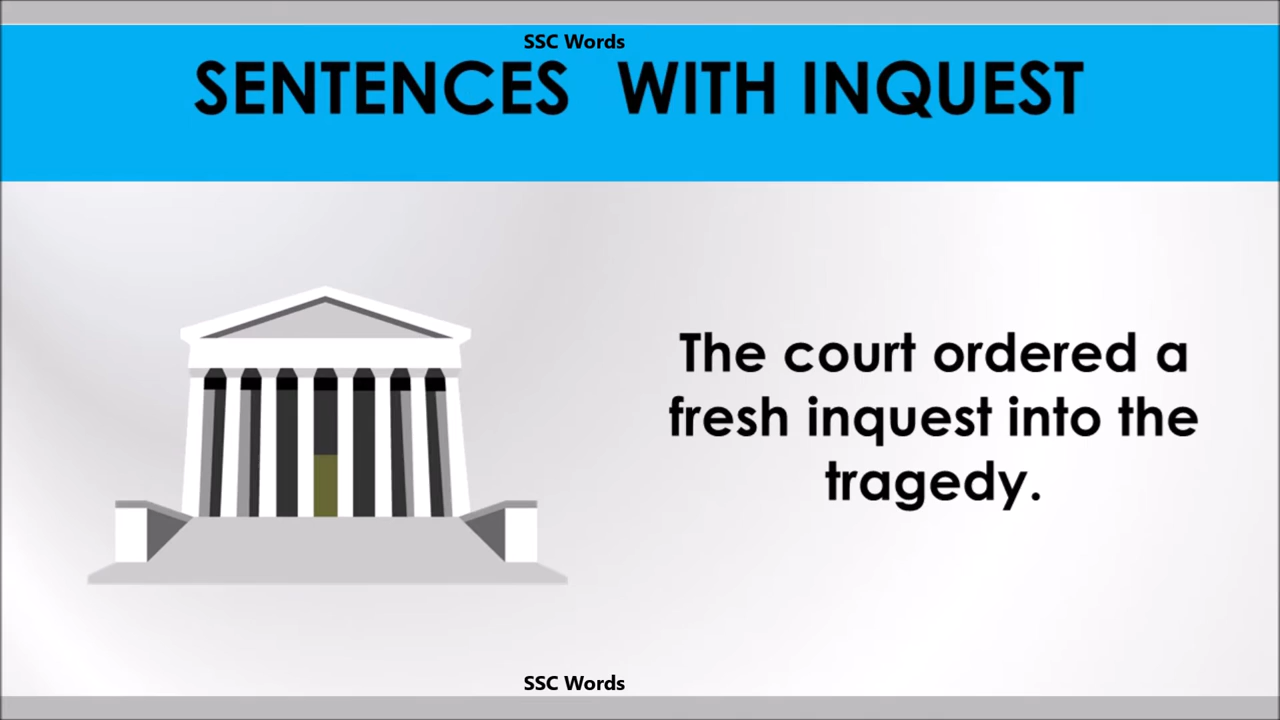 SSC Words
SENTENCES WITH INQUEST
The court ordered a
fresh inquest into the
tragedy.
SSC Words